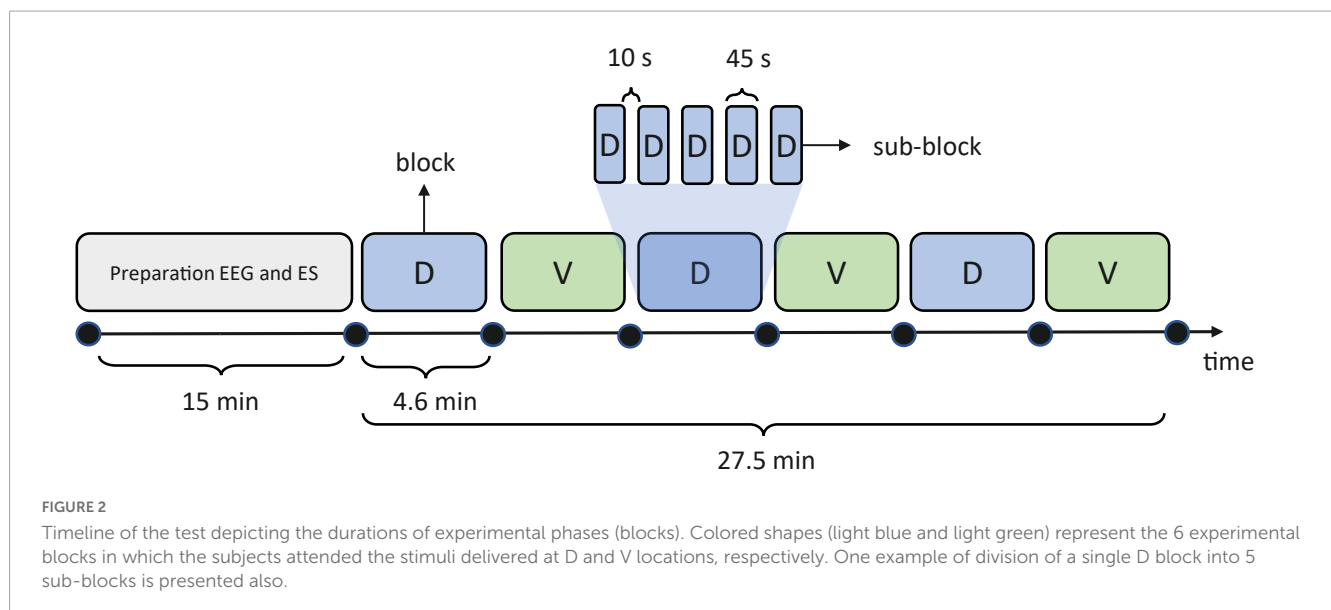 10 s
45 s
D
D
D
D
D
sub-block
block
Preparation EEG and ES
D
V
D
V
D
V
time
15 min
4.6 min
27.5 min
FIGURE 2
Timeline of the test depicting the durations of experimental phases (blocks). Colored shapes (light blue and light green) represent the 6 experimental
blocks in which the subjects attended the stimuli delivered at D and V locations, respectively. One example of division of a single D block into 5
sub-blocks is presented also.